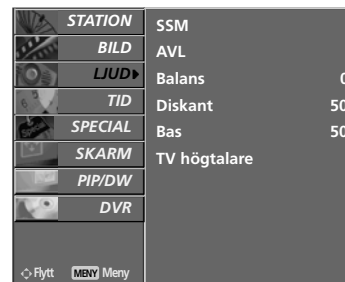 STATION
BILD
LJUD
TID
SPECIAL
SKARM
PIP/DW
DVR
Flytt MENY Meny
SSM
AVL
Balans 0
Diskant 50
Bas 50
TV högtalare